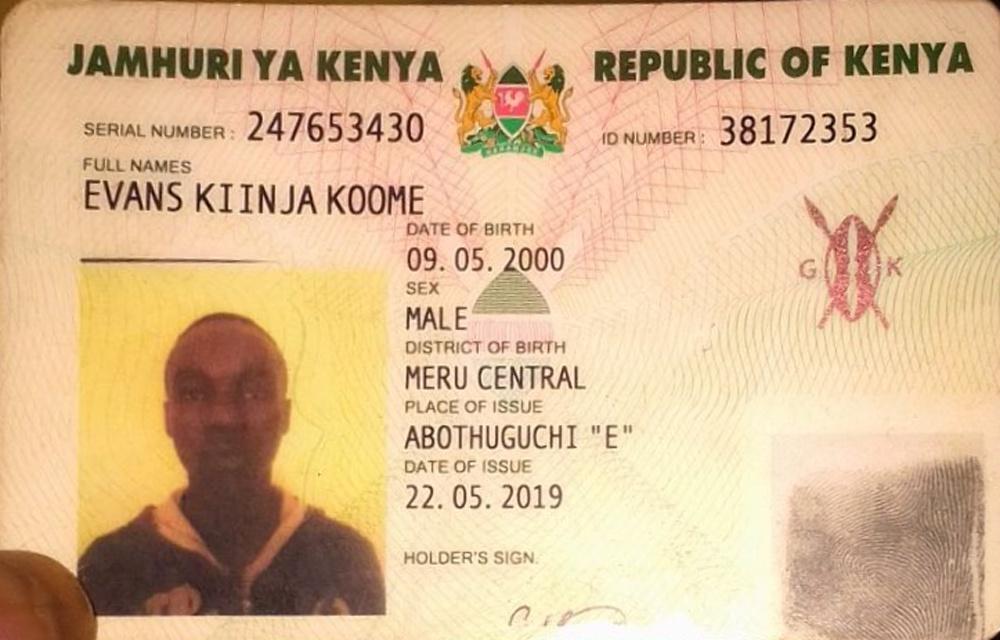 JAMHURI YA KENYA REPUBLIC OF KENYA
SERIAL NUMBER : 247653430 ID NUMBER : 38172353
FULL NAMES
EVANS KIINJA KOOME
DATE OF BIRTH
09. 05. 2000
SEX
MALE
G K
DISTRICT OF BIRTH
MERU CENTRAL
PLACE OF ISSUE
ABOTHUGUCHI "E"
DATE OF ISSUE
22. 05. 2019
HOLDER'S SIGN.